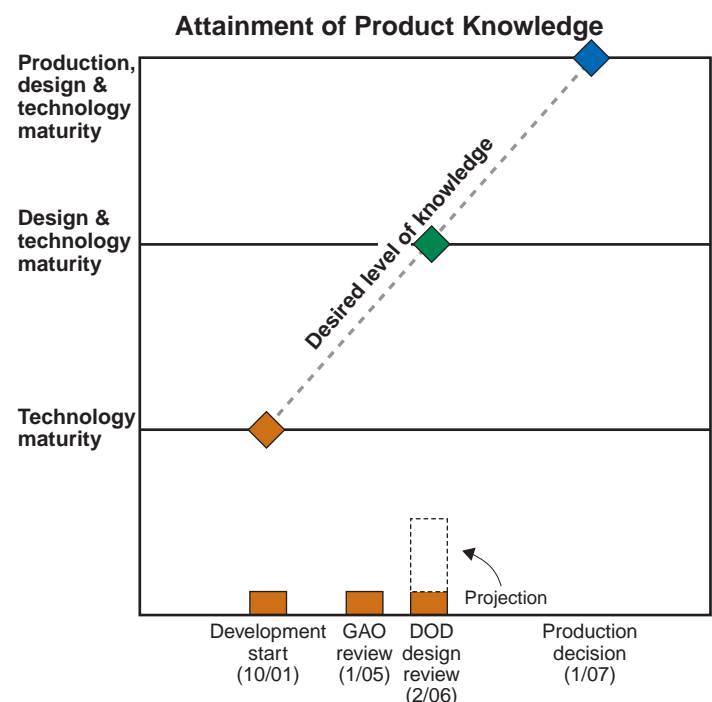 Attainment of Product Knowledge
Production,
design &
technology
maturity
Design &
technology
maturity
Technology
maturity
Desired level of knowledge
Projection
Development
start
(10/01)
GAO
review
(1/05)
DOD
design
review
(2/06)
Production
decision
(1/07)